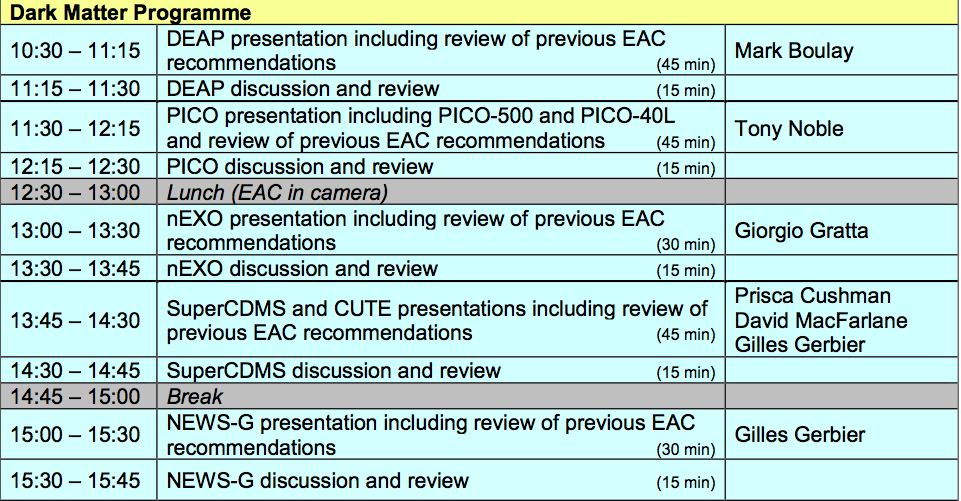 Dark Matter Programme
10:30 – 11:15 DEAP presentation including review of previous EAC
recommendations (45 min) Mark Boulay
11:15 – 11:30 DEAP discussion and review (15 min)
11:30 – 12:15 PICO presentation including PICO-500 and PICO-40L
and review of previous EAC recommendations (45 min) Tony Noble
12:15 – 12:30 PICO discussion and review (15 min)
12:30 – 13:00 Lunch (EAC in camera)
13:00 – 13:30 nEXO presentation including review of previous EAC
recommendations (30 min) Giorgio Gratta
13:30 – 13:45 nEXO discussion and review (15 min)
13:45 – 14:30 SuperCDMS and CUTE presentations including review of
previous EAC recommendations (45 min)
Prisca Cushman
David MacFarlane
Gilles Gerbier
14:30 – 14:45 SuperCDMS discussion and review (15 min)
14:45 – 15:00 Break
15:00 – 15:30 NEWS-G presentation including review of previous EAC
recommendations (30 min) Gilles Gerbier
15:30 – 15:45 NEWS-G discussion and review (15 min)